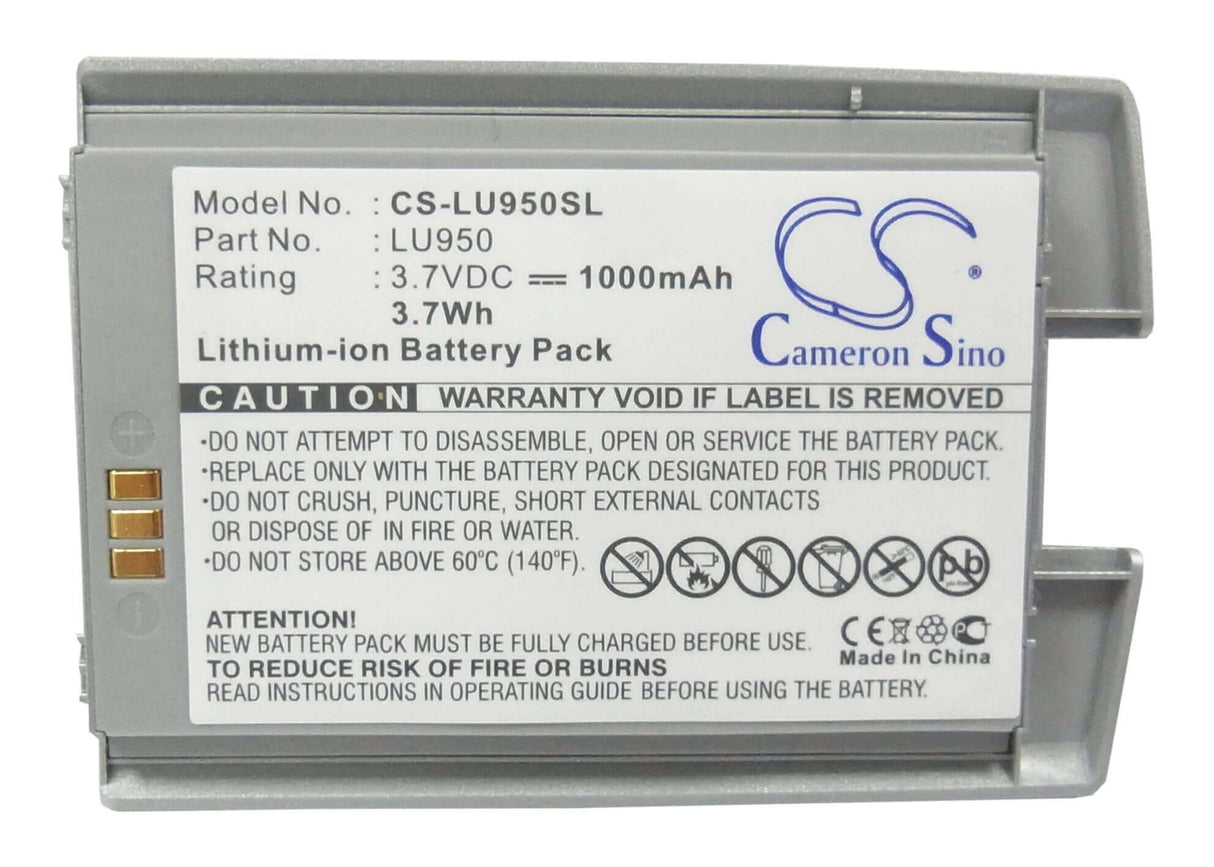 Model No. : CS-LU950SL
Part No. : LU950
Rating : 3.7VDC 1000mAh
3.7Wh
Lithium-ion Battery Pack
CS ®
Cameron Sino
CAUTION WARRANTY VOID IF LABEL IS REMOVED
•DO NOT ATTEMPT TO DISASSEMBLE, OPEN OR SERVICE THE BATTERY PACK.
•REPLACE ONLY WITH THE BATTERY PACK DESIGNATED FOR THIS PRODUCT.
•DO NOT CRUSH, PUNCTURE, SHORT EXTERNAL CONTACTS
OR DISPOSE OF IN FIRE OR WATER.
•DO NOT STORE ABOVE 60°C (140°F).
pb
ATTENTION!
NEW BATTERY PACK MUST BE FULLY CHARGED BEFORE USE.
TO REDUCE RISK OF FIRE OR BURNS
READ INSTRUCTIONS IN OPERATING GUIDE BEFORE USING THE BATTERY.
CE
Made In China